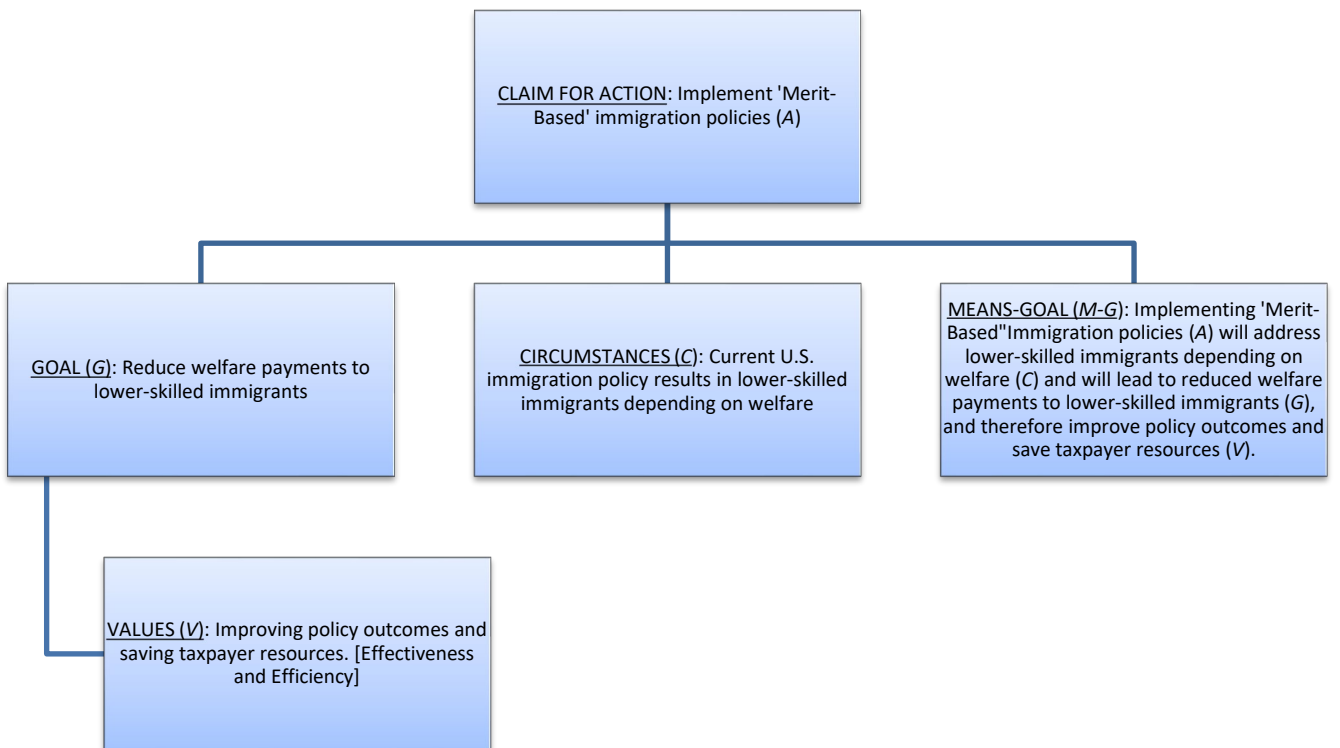 CLAIM FOR ACTION: Implement 'Merit-
Based' immigration policies (A)
GOAL (G): Reduce welfare payments to
lower-skilled immigrants
CIRCUMSTANCES (C): Current U.S.
immigration policy results in lower-skilled
immigrants depending on welfare
MEANS-GOAL (M-G): Implementing 'Merit-
Based"Immigration policies (A) will address
lower-skilled immigrants depending on
welfare (C) and will lead to reduced welfare
payments to lower-skilled immigrants (G),
and therefore improve policy outcomes and
save taxpayer resources (V).
VALUES (V): Improving policy outcomes and
saving taxpayer resources. [Effectiveness
and Efficiency]